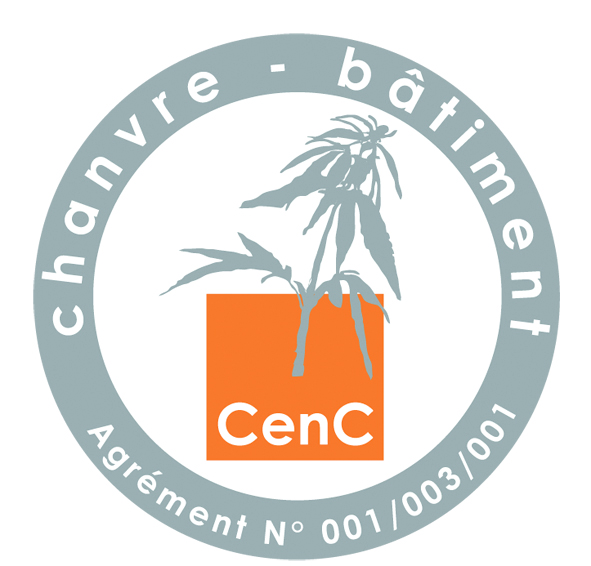 chanvre - bâtiment
CenC
Agrément N° 001/003/001